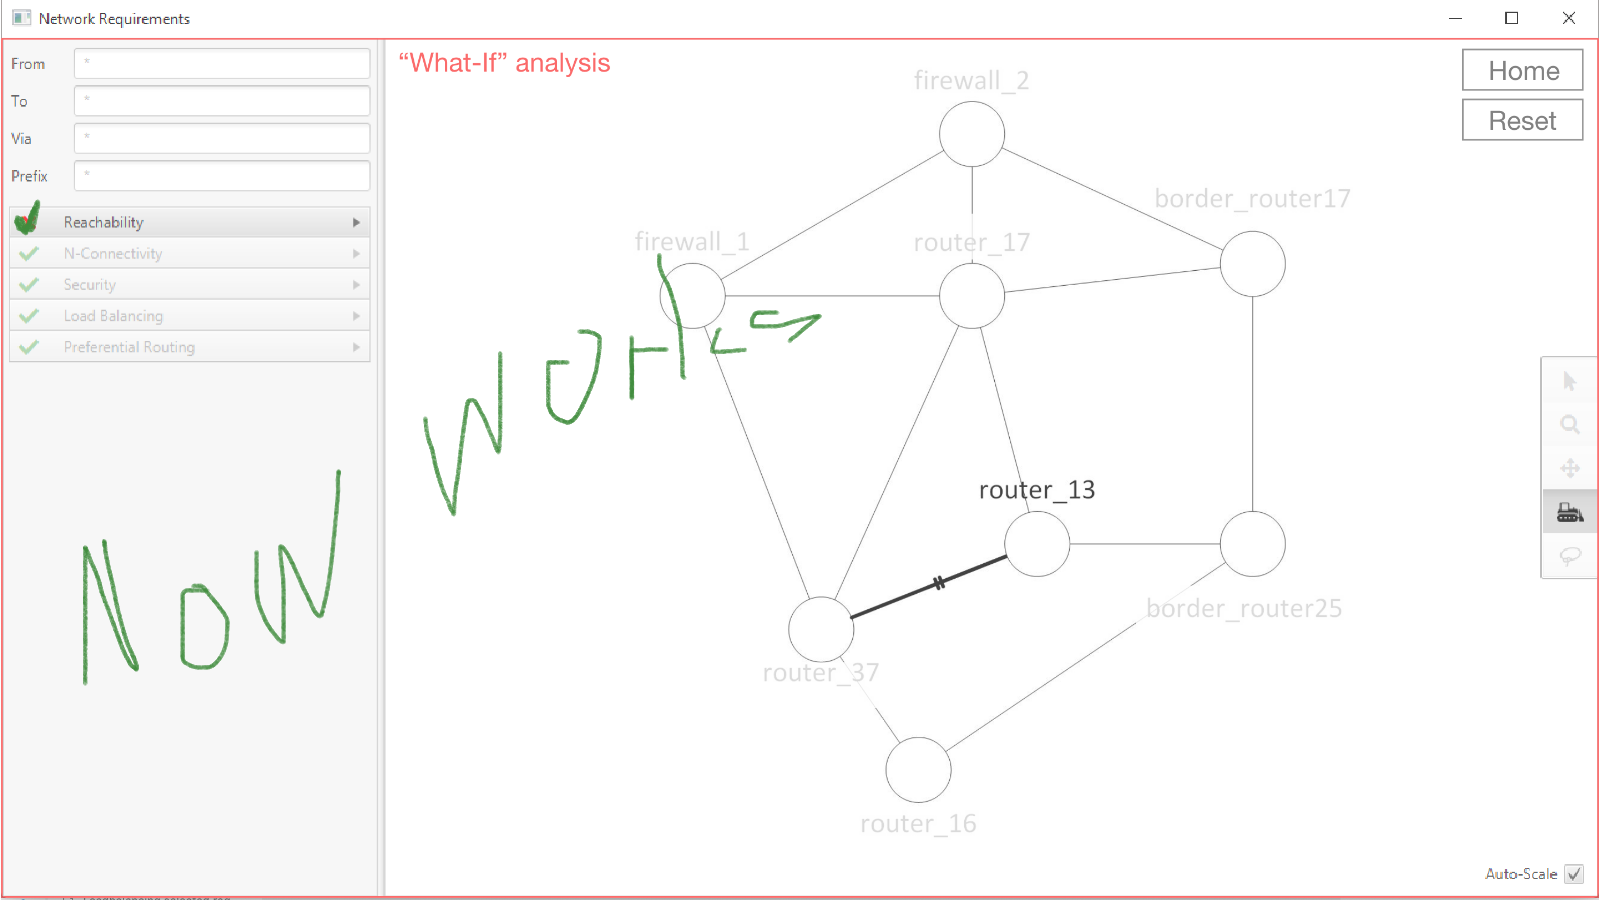 Network Requirements
From *
To *
Via *
Prefix *
Reachability
N-Connectivity
Security
Load Balancing
Preferential Routing
NOW
WORKS
“What-If” analysis
Home
Reset
firewall_2
border_router17
firewall_1
router_17
router_13
border_router25
router_37
router_16
Auto-Scale